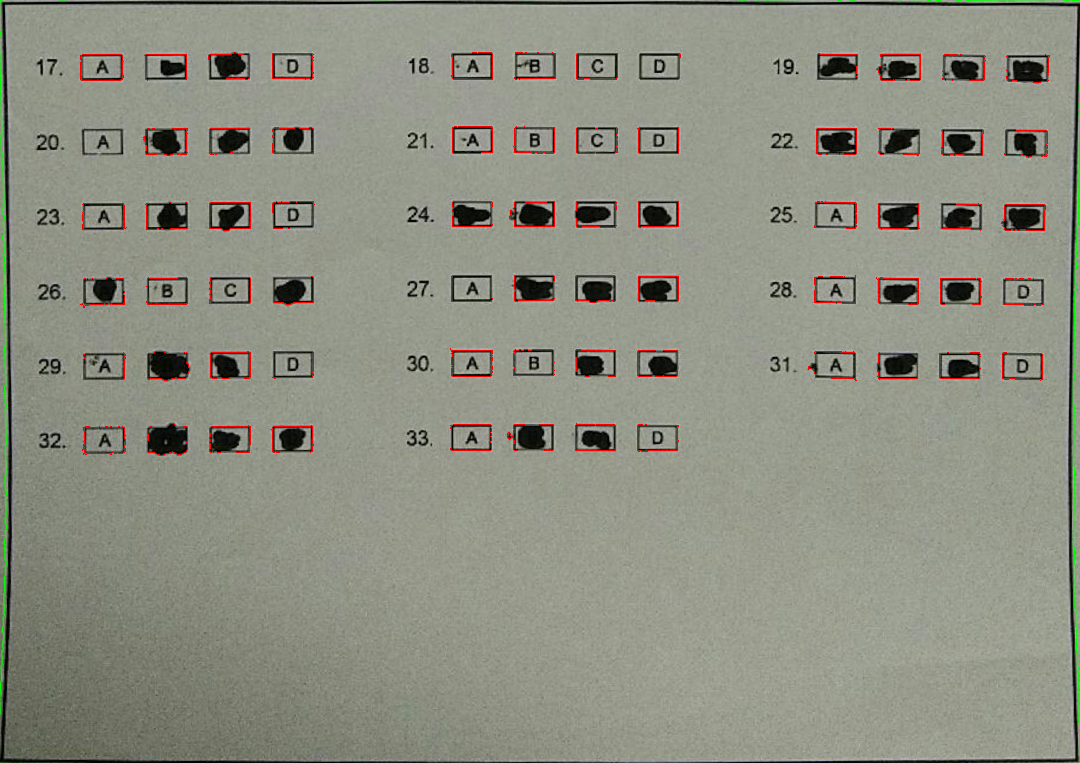 17. A D 18. A B C D 19.
20. A 21. A B C D 22.
23. A D 24. 25. A
26. B C 27. A 28. A D
29. A D 30. A B 31. A D
32. A 33. A D